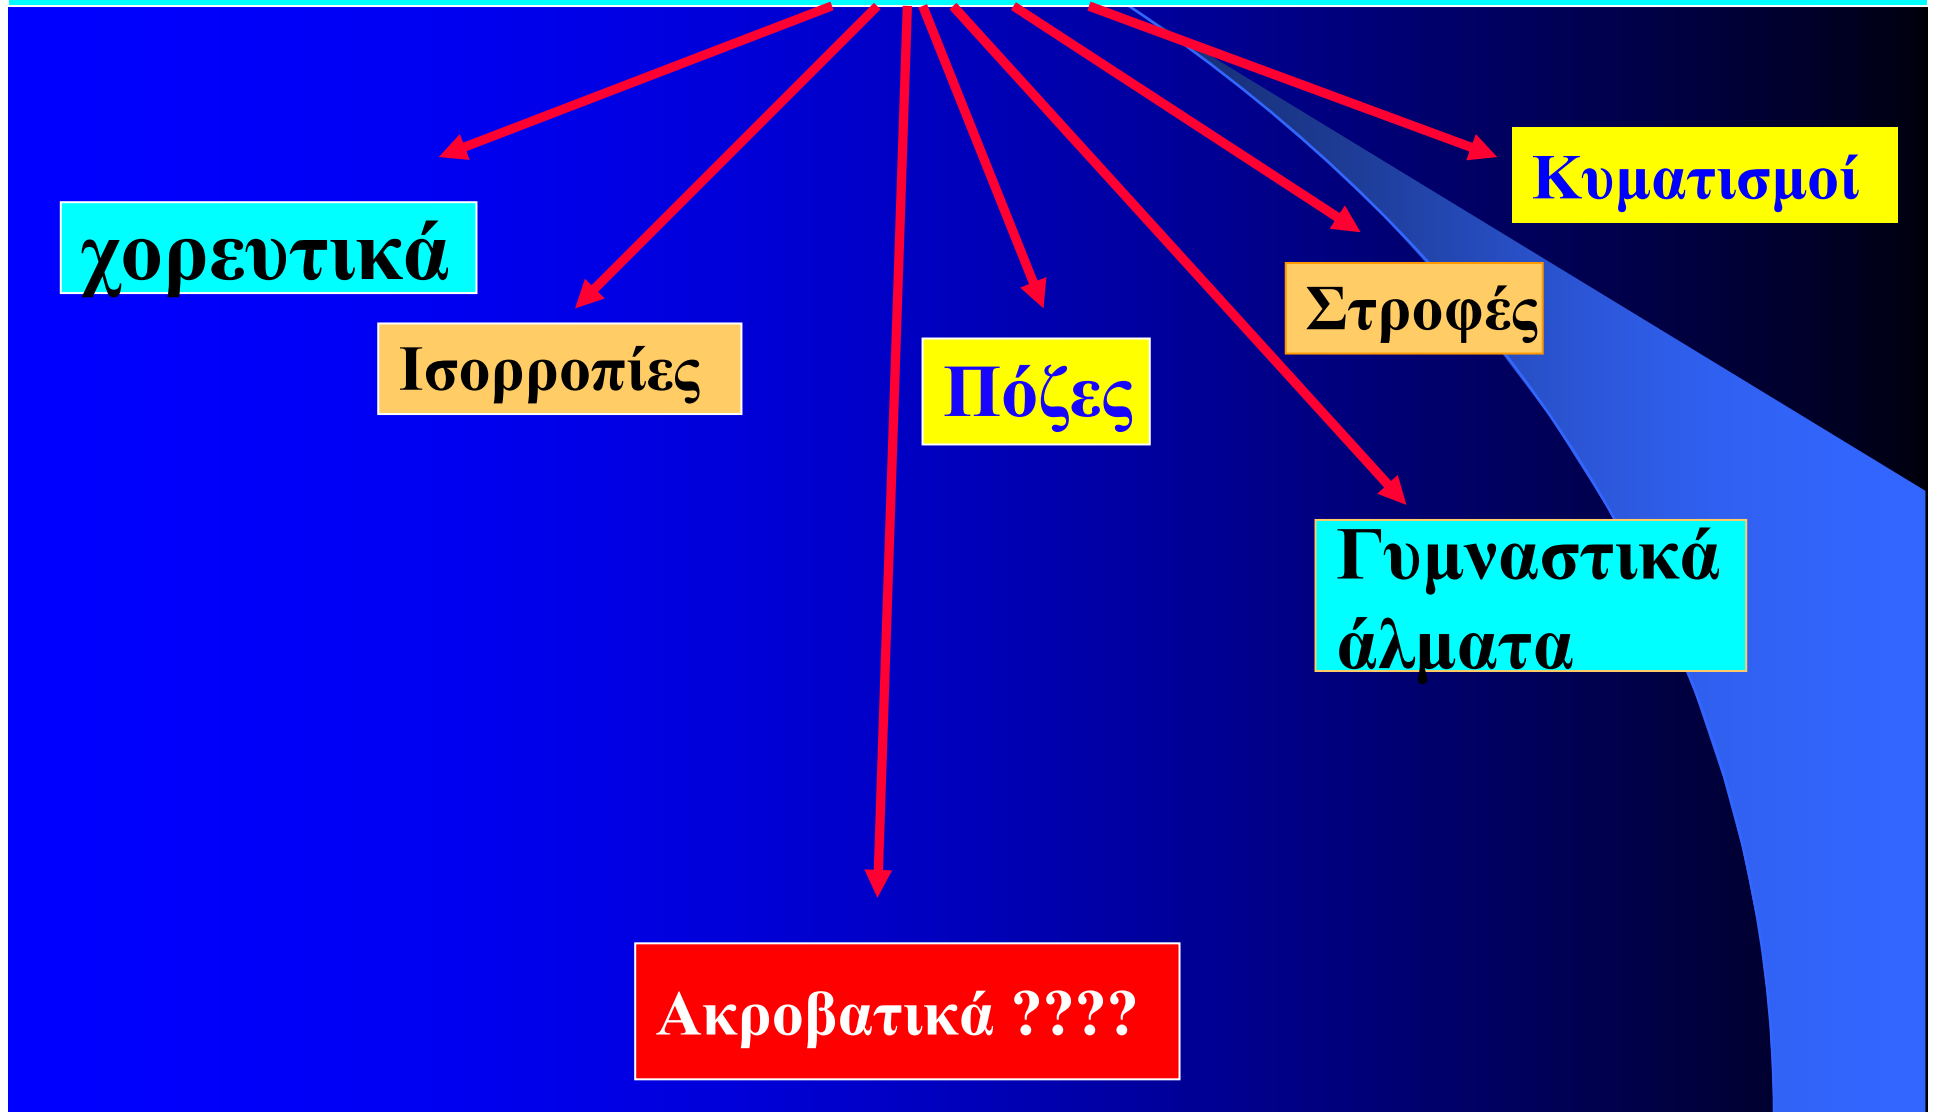 Κυματισμοί
χορευτικά
Στροφές
Ισορροπίες
Πόζες
Γυμναστικά
άλματα
Ακροβατικά ????